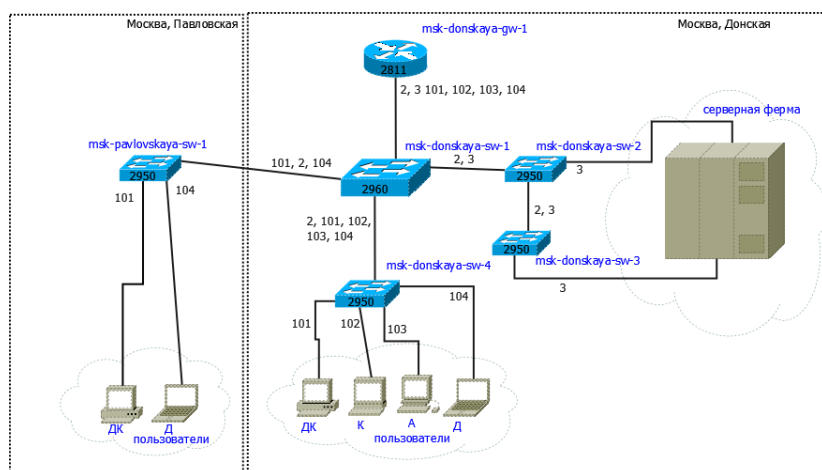 Москва, Павловская
Москва, Донская
msk-donskaya-gw-1
2811
2, 3 101, 102, 103, 104
серверная ферма
msk-pavlovskaya-sw-1
msk-donskaya-sw-1
msk-donskaya-sw-2
101, 2, 104
2, 3
3
2950
2960
2950
101
104
2, 101, 102,
103, 104
2, 3
2950
msk-donskaya-sw-3
msk-donskaya-sw-4
3
2950
104
101
102
103
ДК
Д
пользователи
ДК
К
А
Д
пользователи